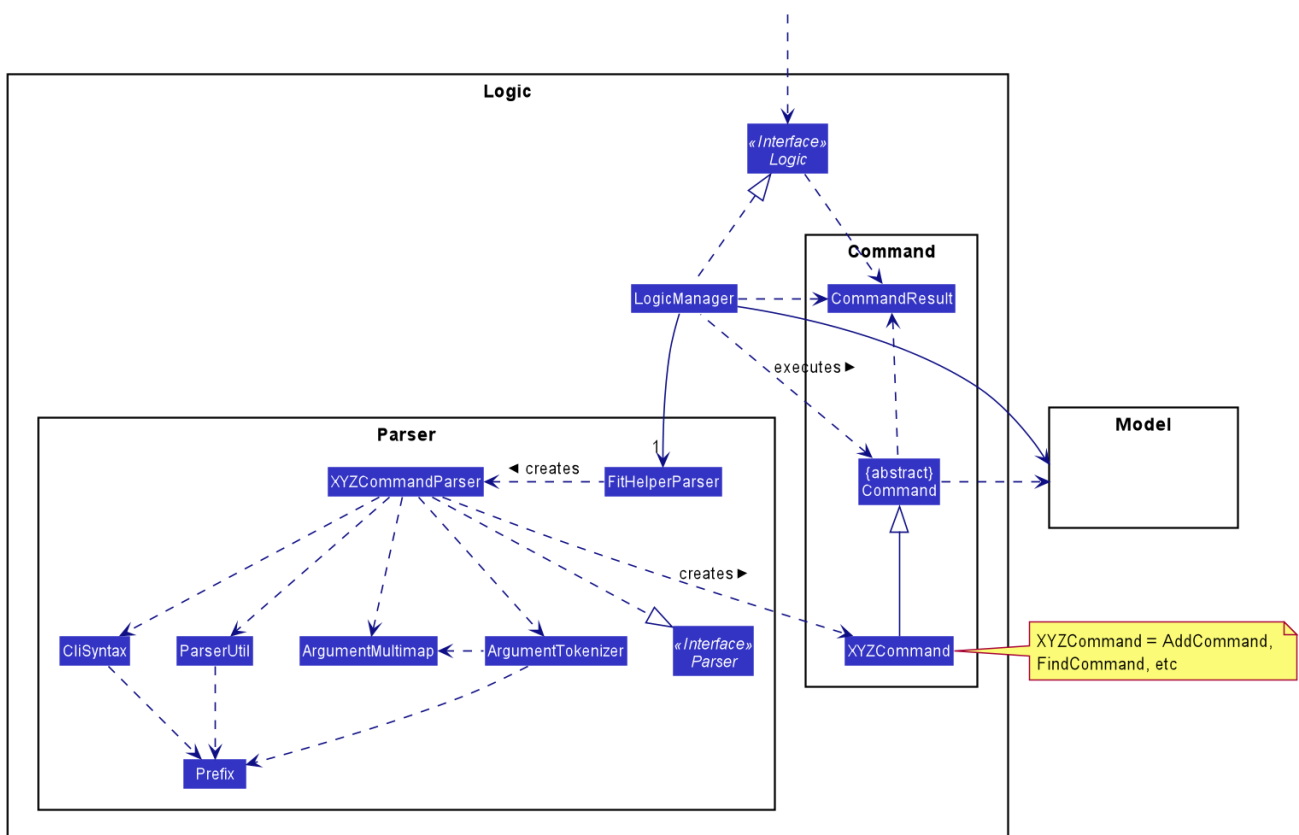 Logic
«Interface»
Logic
Command
LogicManager
CommandResult
executes ►
Model
Parser
1
{abstract}
Command
XYZCommandParser
◄ creates
FitHelperParser
creates ►
CliSyntax
ParserUtil
ArgumentMultimap
ArgumentTokenizer
«Interface»
Parser
XYZCommand
XYZCommand = AddCommand,
FindCommand, etc
Prefix